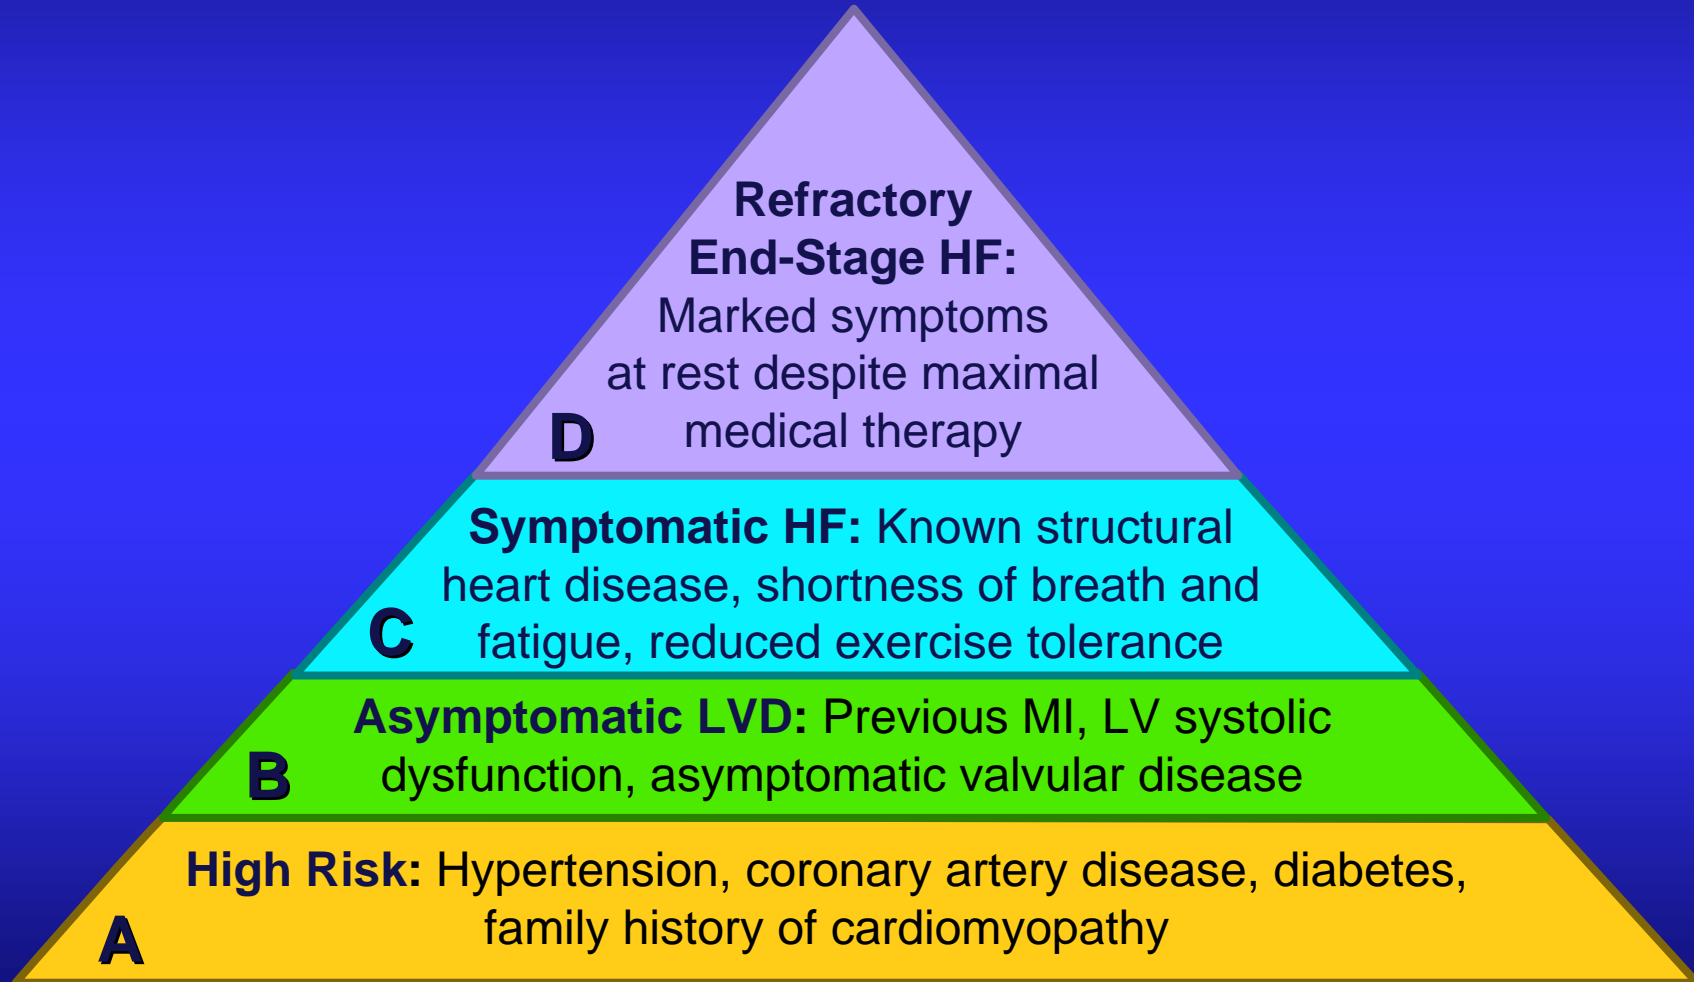 Refractory
End-Stage HF:
Marked symptoms
at rest despite maximal
medical therapy
D
Symptomatic HF: Known structural
heart disease, shortness of breath and
fatigue, reduced exercise tolerance
C
Asymptomatic LVD: Previous MI, LV systolic
dysfunction, asymptomatic valvular disease
B
High Risk: Hypertension, coronary artery disease, diabetes,
family history of cardiomyopathy
A